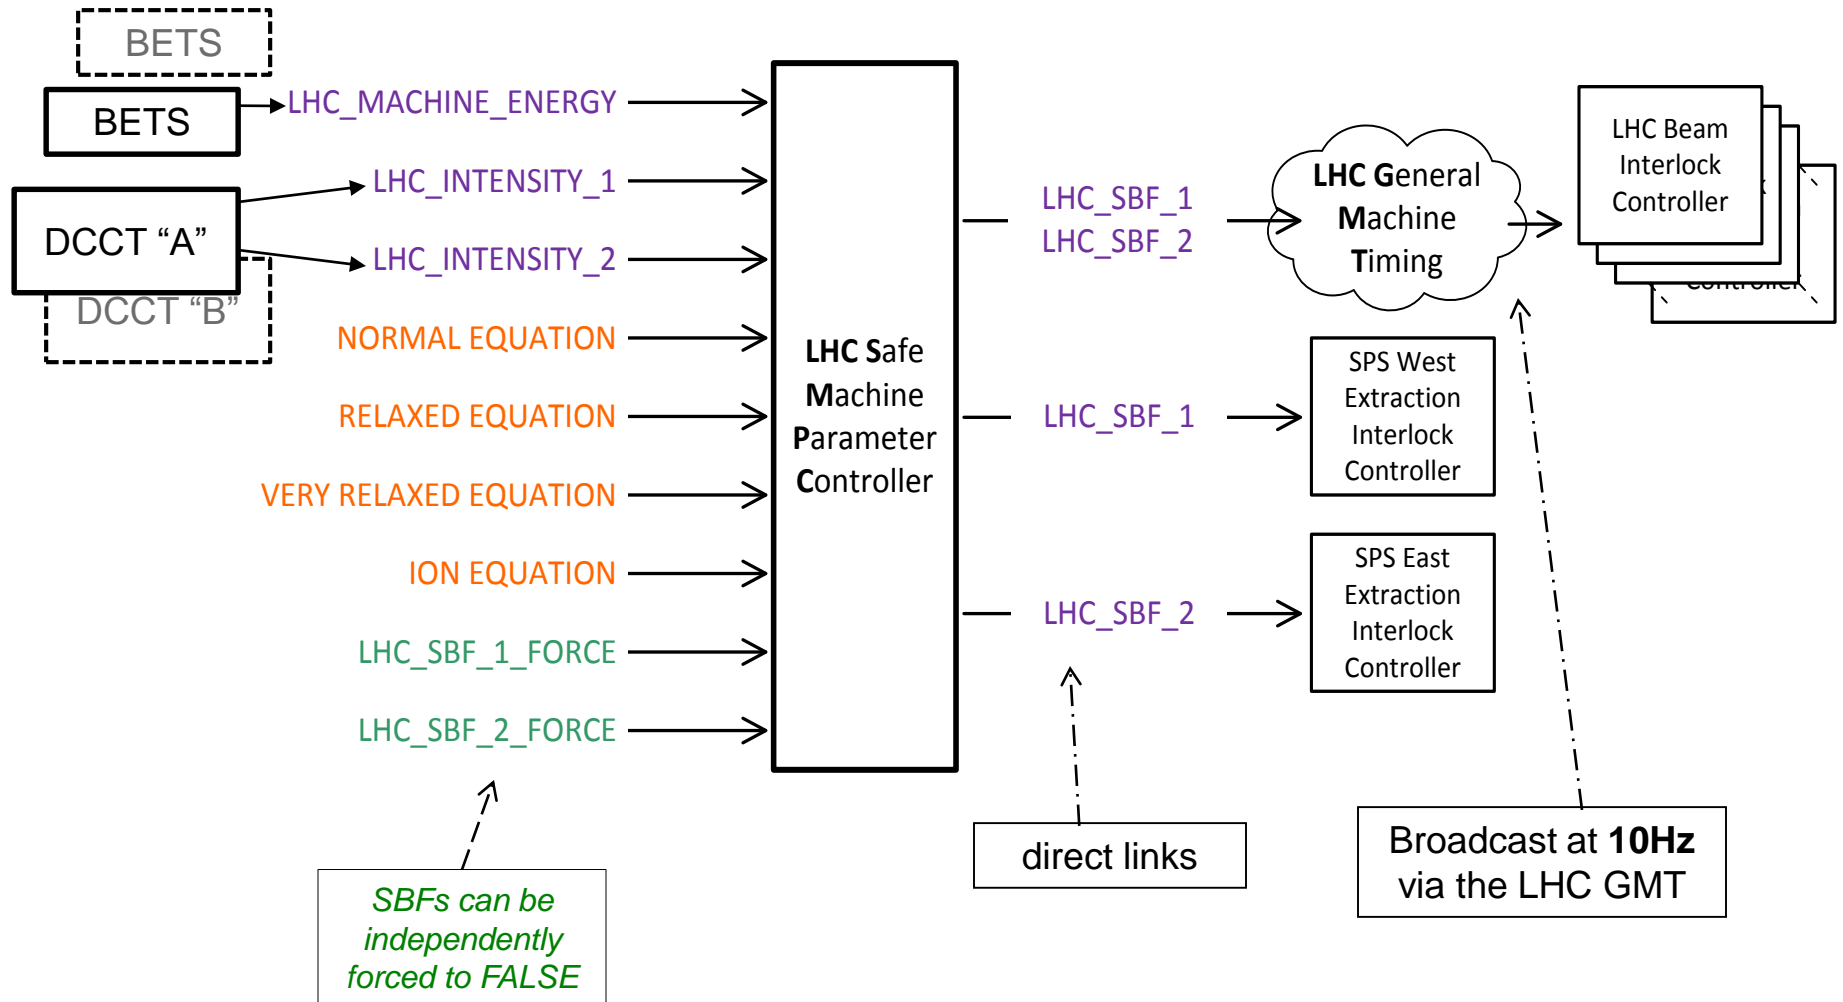 BETS
BETS
DCCT “A”
DCCT “B”
LHC_MACHINE_ENERGY
LHC_INTENSITY_1
LHC_INTENSITY_2
NORMAL EQUATION
RELAXED EQUATION
VERY RELAXED EQUATION
ION EQUATION
LHC_SBF_1_FORCE
LHC_SBF_2_FORCE
SBFs can be
independently
forced to FALSE
LHC Safe
Machine
Parameter
Controller
LHC_SBF_1
LHC_SBF_2
LHC_SBF_1
LHC_SBF_2
direct links
LHC General
Machine
Timing
LHC Beam
Interlock
Controller
Controller
SPS West
Extraction
Interlock
Controller
SPS East
Extraction
Interlock
Controller
Broadcast at 10Hz
via the LHC GMT